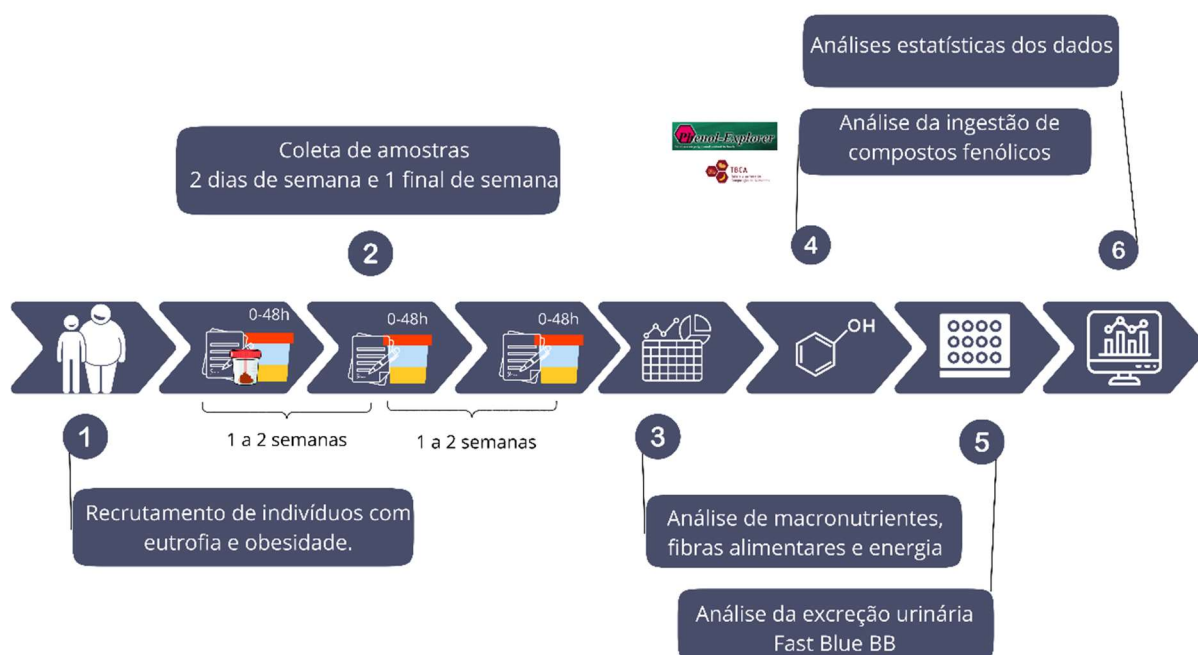 Análises estatísticas dos dados
Phenol-Explorer
TBCA
Análise da ingestão de
compostos fenólicos
Coleta de amostras
2 dias de semana e 1 final de semana
2
4
6
0-48h
0-48h
0-48h
OH
1 a 2 semanas
1 a 2 semanas
1
3
5
Recrutamento de indivíduos com
eutrofia e obesidade.
Análise de macronutrientes,
fibras alimentares e energia
Análise da excreção urinária
Fast Blue BB